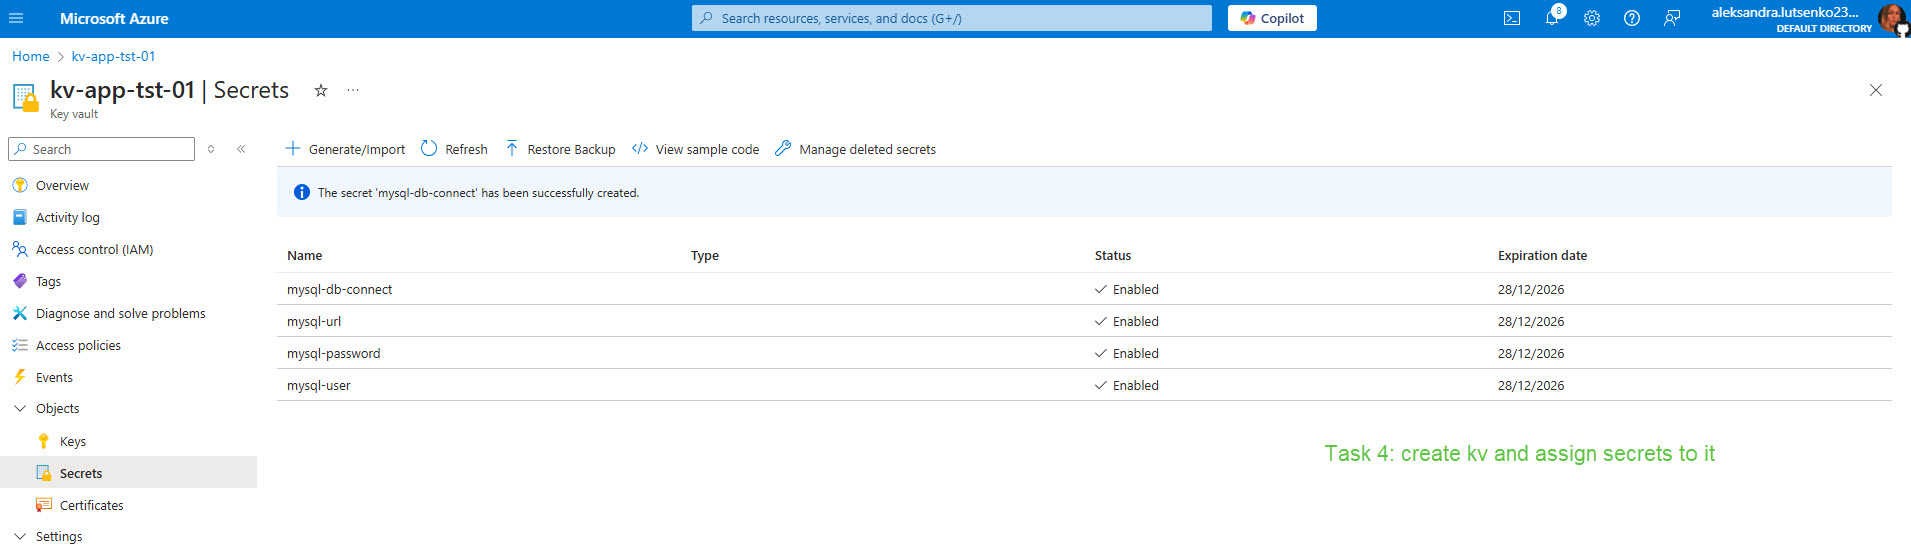 Microsoft Azure
Search resources, services, and docs (G+/)
Copilot
8
aleksandra.lutsenko23...
DEFAULT DIRECTORY
Home > kv-app-tst-01
kv-app-tst-01 | Secrets
Key vault
Search
Generate/Import
Refresh
Restore Backup
View sample code
Manage deleted secrets
Overview
Activity log
Access control (IAM)
Tags
Diagnose and solve problems
Access policies
Events
Objects
Keys
Secrets
Certificates
Settings
The secret 'mysql-db-connect' has been successfully created.
Name Type Status Expiration date
mysql-db-connect Enabled 28/12/2026
mysql-url Enabled 28/12/2026
mysql-password Enabled 28/12/2026
mysql-user Enabled 28/12/2026
Task 4: create kv and assign secrets to it